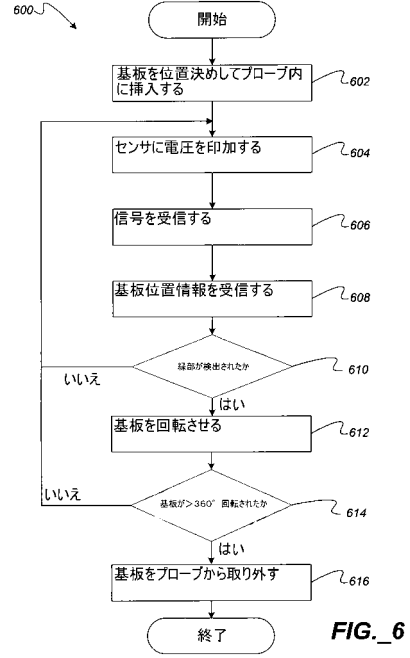 600
開始
基板を位置決めしてプローブ内
に挿入する
602
センサに電圧を印加する
604
信号を受信する
606
基板位置情報を受信する
608
縁部が検出されたか
610
いいえ
はい
基板を回転させる
612
いいえ
基板が>360°回転されたか
614
はい
基板をプローブから取り外す
616
終了
FIG._6